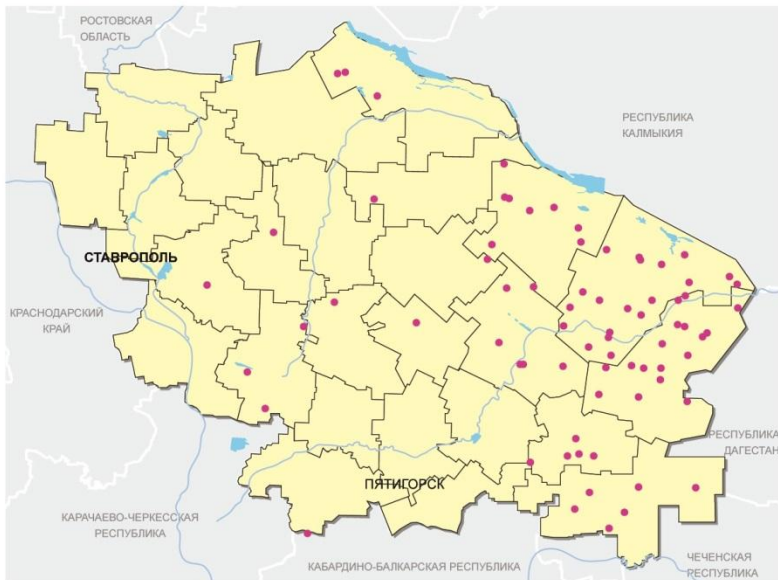 РОСТОВСКАЯ
ОБЛАСТЬ
РЕСПУБЛИКА
КАЛМЫКИЯ
СТАВРОПОЛЬ
КРАСНОДАРСКИЙ
КРАЙ
РЕСПУБЛИКА
ДАГЕСТАН
ПЯТИГОРСК
КАРАЧАЕВО-ЧЕРКЕССКАЯ
РЕСПУБЛИКА
КАБАРДИНО-БАЛКАРСКАЯ РЕСПУБЛИКА
ЧЕЧЕНСКАЯ
РЕСПУБЛИКА